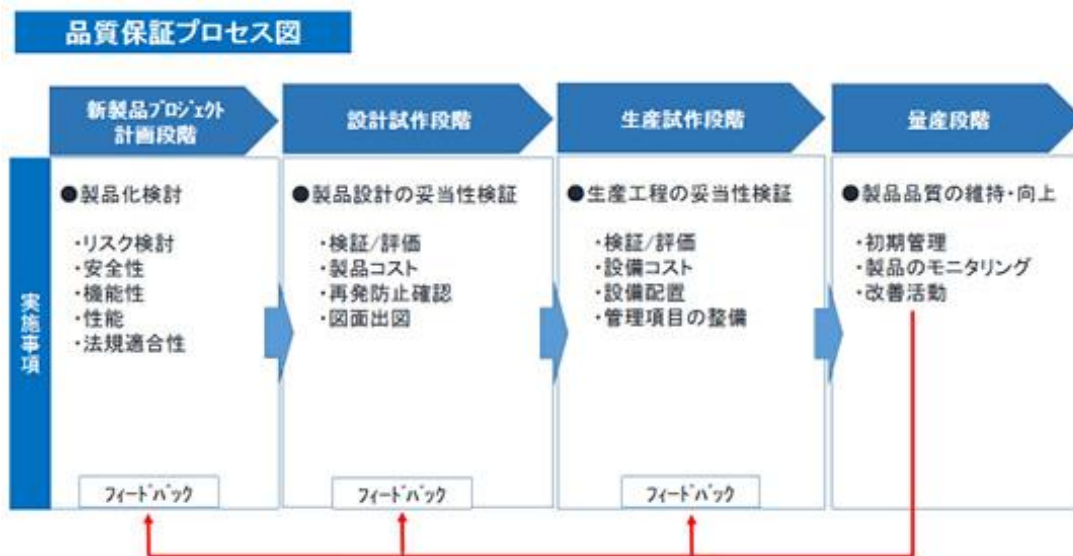 品質保証プロセス図
新製品ﾌﾟﾛｼﾞｪｸﾄ
計画段階
設計試作段階
生産試作段階
量産段階
実施事項
●製品化検討
・リスク検討
・安全性
・機能性
・性能
・法規適合性
ﾌｨｰﾄﾞﾊﾞｯｸ
●製品設計の妥当性検証
・検証/評価
・製品コスト
・再発防止確認
・図面出図
ﾌｨｰﾄﾞﾊﾞｯｸ
●生産工程の妥当性検証
・検証/評価
・設備コスト
・設備配置
・管理項目の整備
ﾌｨｰﾄﾞﾊﾞｯｸ
●製品品質の維持・向上
・初期管理
・製品のモニタリング
・改善活動